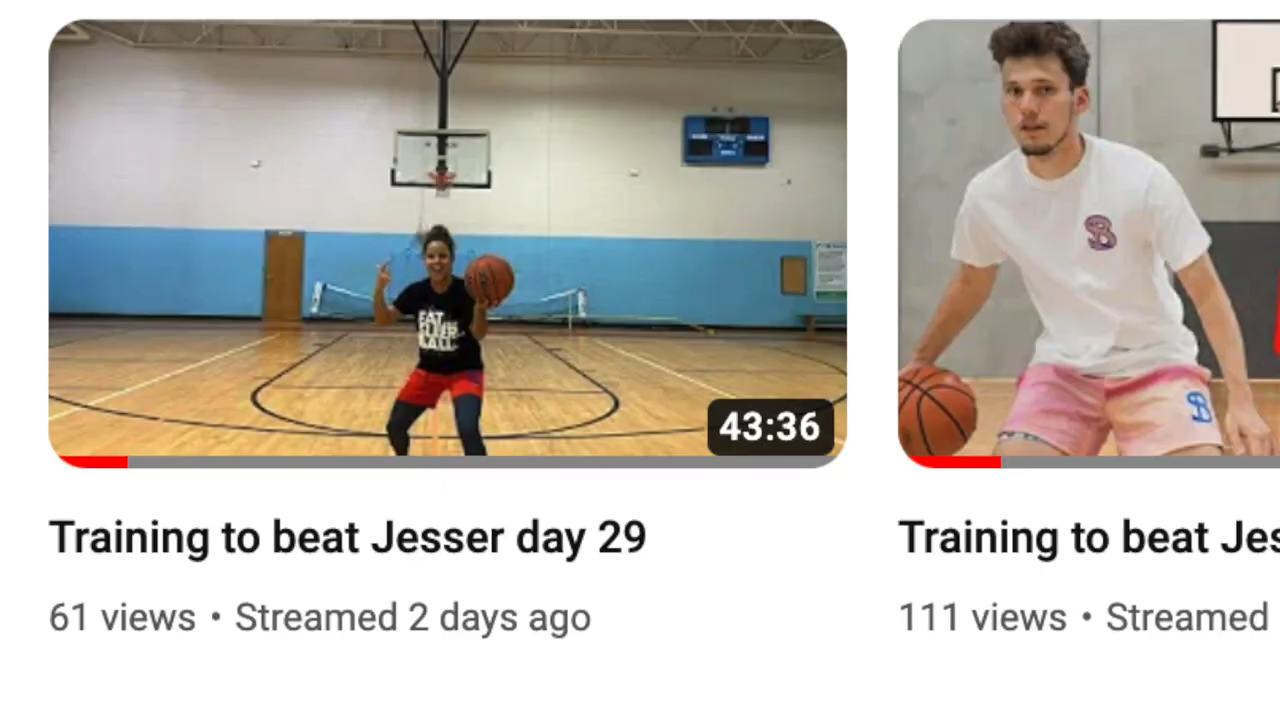 EAT
SLEEP
BALL
43:36
Training to beat Jesser day 29
61 views • Streamed 2 days ago
Training to beat Jes
111 views • Streamed